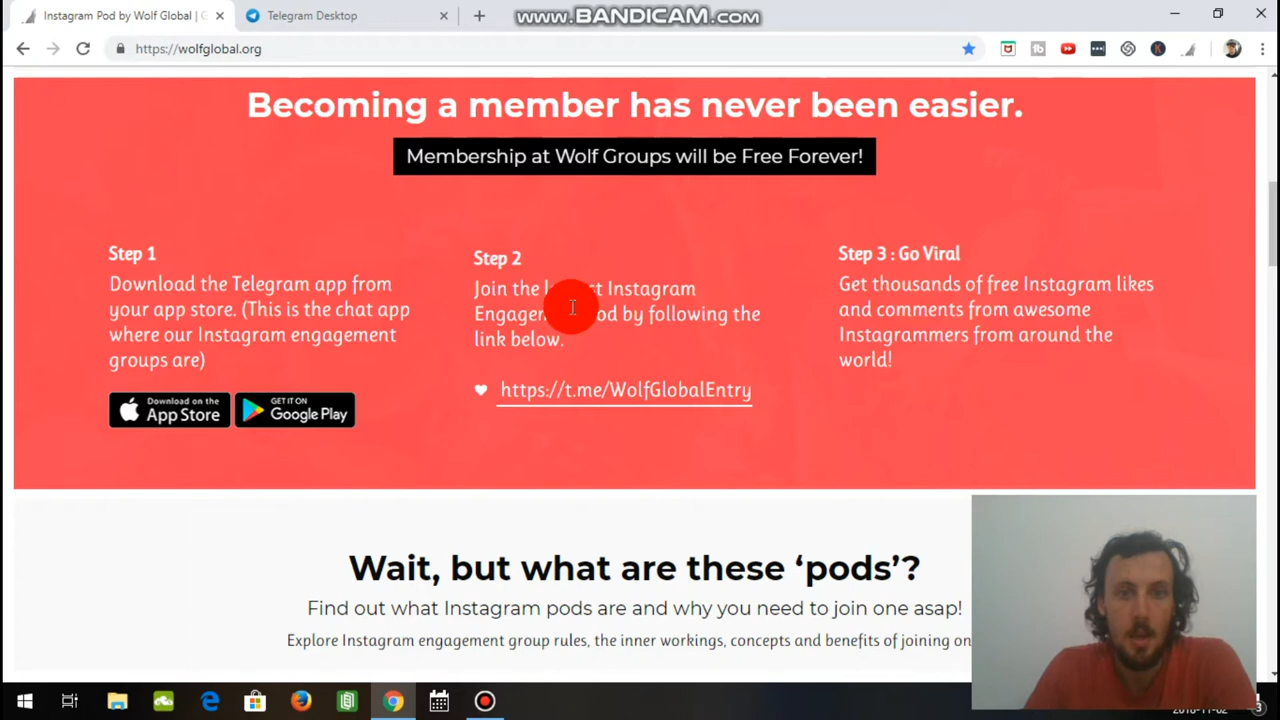 Instagram Pod by Wolf Global | G
Telegram Desktop
www.BANDICAM.com
https://wolfglobal.org
Becoming a member has never been easier.
Membership at Wolf Groups will be Free Forever!
Step 1
Download the Telegram app from
your app store. (This is the chat app
where our Instagram engagement
groups are)
Download on the
App Store
GET IT ON
Google Play
Step 2
Join the Instagram
by following the
link below.
https://t.me/WolfGlobalEntry
Step 3 : Go Viral
Get thousands of free Instagram likes
and comments from awesome
Instagrammers from around the
world!
Wait, but what are these ‘pods’?
Find out what Instagram pods are and why you need to join one asap!
Explore Instagram engagement group rules, the inner workings, concepts and benefits of joining on